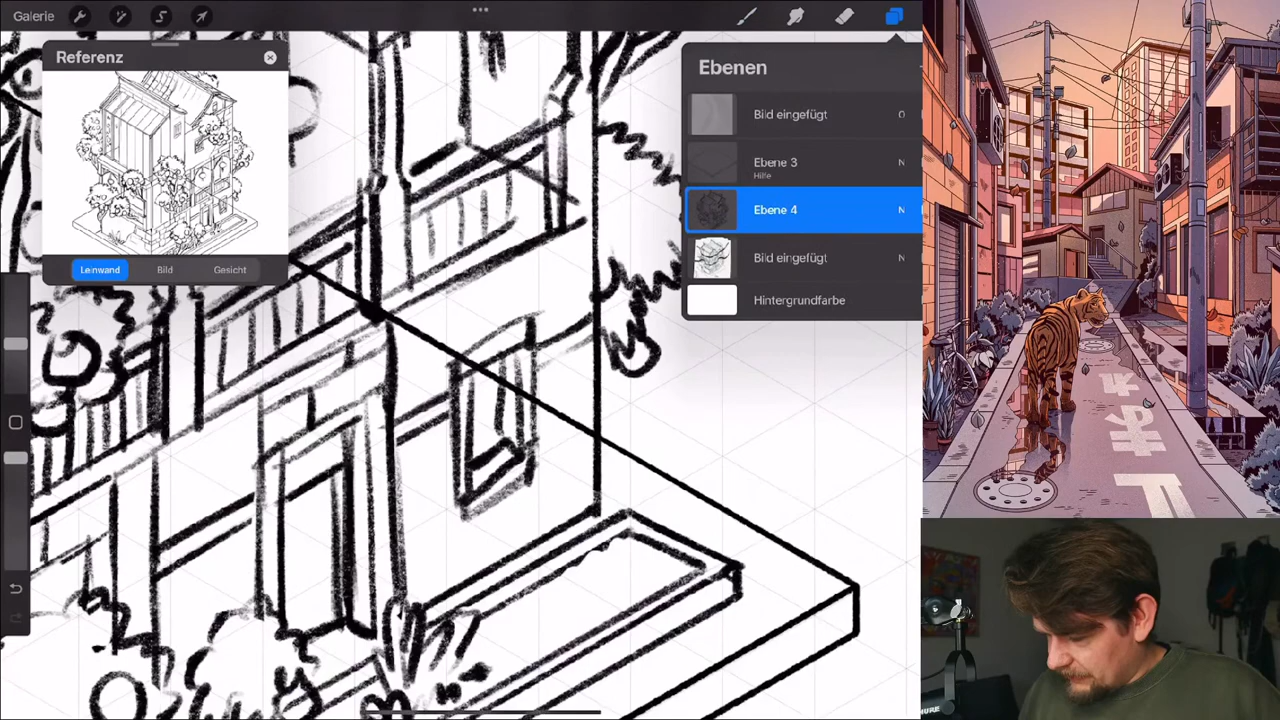 Galerie
Referenz
Leinwand
Bild
Gesicht
Ebenen
Bild eingefügt O
Ebene 3 N
Hilfe
Ebene 4 N
Bild eingefügt N
Hintergrundfarbe